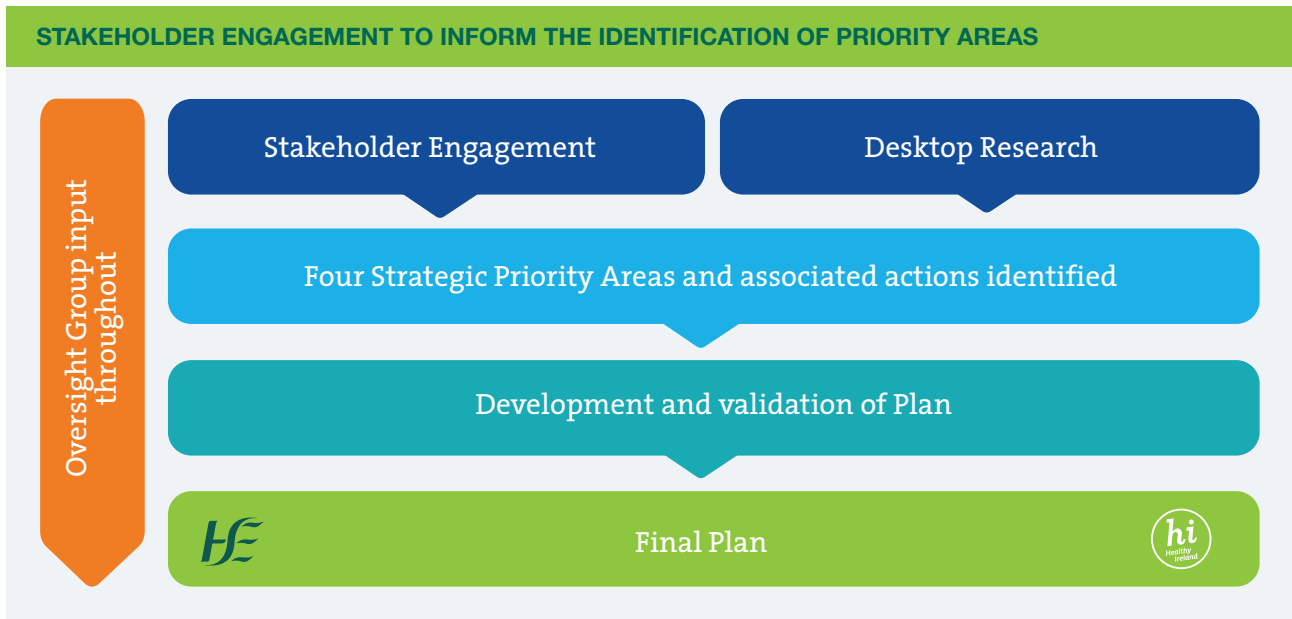 STAKEHOLDER ENGAGEMENT TO INFORM THE IDENTIFICATION OF PRIORITY AREAS
Oversight Group input
throughout
Stakeholder Engagement
Desktop Research
Four Strategic Priority Areas and associated actions identified
Development and validation of Plan
HSE
Final Plan
hi
Healthy
Ireland